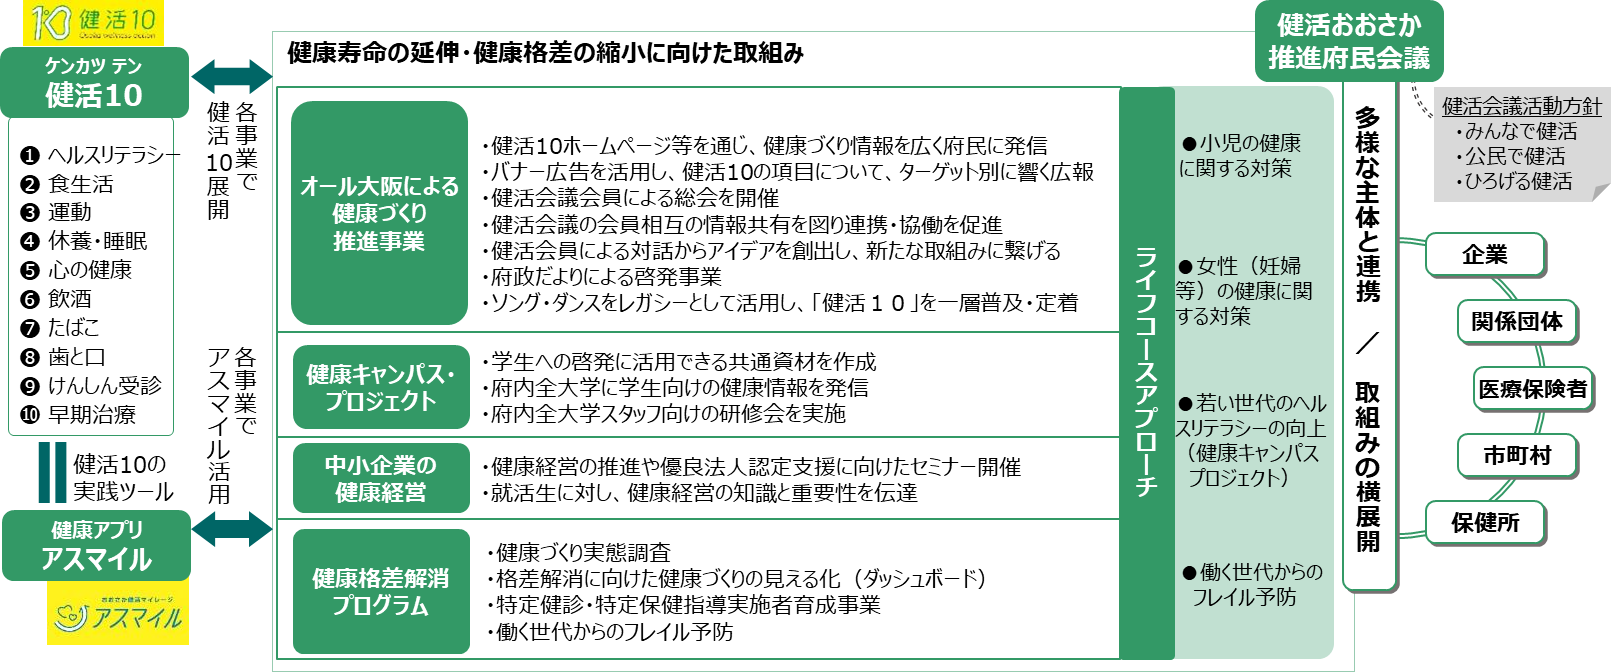 健活10
Osaka wellness action
ケンカツ テン
健活10
❶ ヘルスリテラシー
❷ 食生活
❸ 運動
❹ 休養・睡眠
❺ 心の健康
❻ 飲酒
❼ たばこ
❽ 歯と口
❾ けんしん受診
❿ 早期治療
健活10の
実践ツール
健康アプリ
アスマイル
おおさか健活マイレージ
アスマイル
各事業で
健活10展開
各事業で
アスマイル活用
健康寿命の延伸・健康格差の縮小に向けた取組み
オール大阪による
健康づくり
推進事業
・健活10ホームページ等を通じ、健康づくり情報を広く府民に発信
・バナー広告を活用し、健活10の項目について、ターゲット別に響く広報
・健活会議会員による総会を開催
・健活会議の会員相互の情報共有を図り連携・協働を促進
・健活会員による対話からアイデアを創出し、新たな取組みに繋げる
・府政だよりによる啓発事業
・ソング・ダンスをレガシーとして活用し、「健活１０」を一層普及・定着
健康キャンパス・
プロジェクト
・学生への啓発に活用できる共通資材を作成
・府内全大学に学生向けの健康情報を発信
・府内全大学スタッフ向けの研修会を実施
中小企業の
健康経営
・健康経営の推進や優良法人認定支援に向けたセミナー開催
・就活生に対し、健康経営の知識と重要性を伝達
健康格差解消
プログラム
・健康づくり実態調査
・格差解消に向けた健康づくりの見える化（ダッシュボード）
・特定健診・特定保健指導実施者育成事業
・働く世代からのフレイル予防
ライフコースアプローチ
●小児の健康
に関する対策
●女性（妊婦
等）の健康に関
する対策
●若い世代のヘル
スリテラシーの向上
（健康キャンパス
プロジェクト）
●働く世代からの
フレイル予防
健活おおさか
推進府民会議
多様な主体と連携 ／ 取組みの横展開
健活会議活動方針
・みんなで健活
・公民で健活
・ひろげる健活
企業
関係団体
医療保険者
市町村
保健所